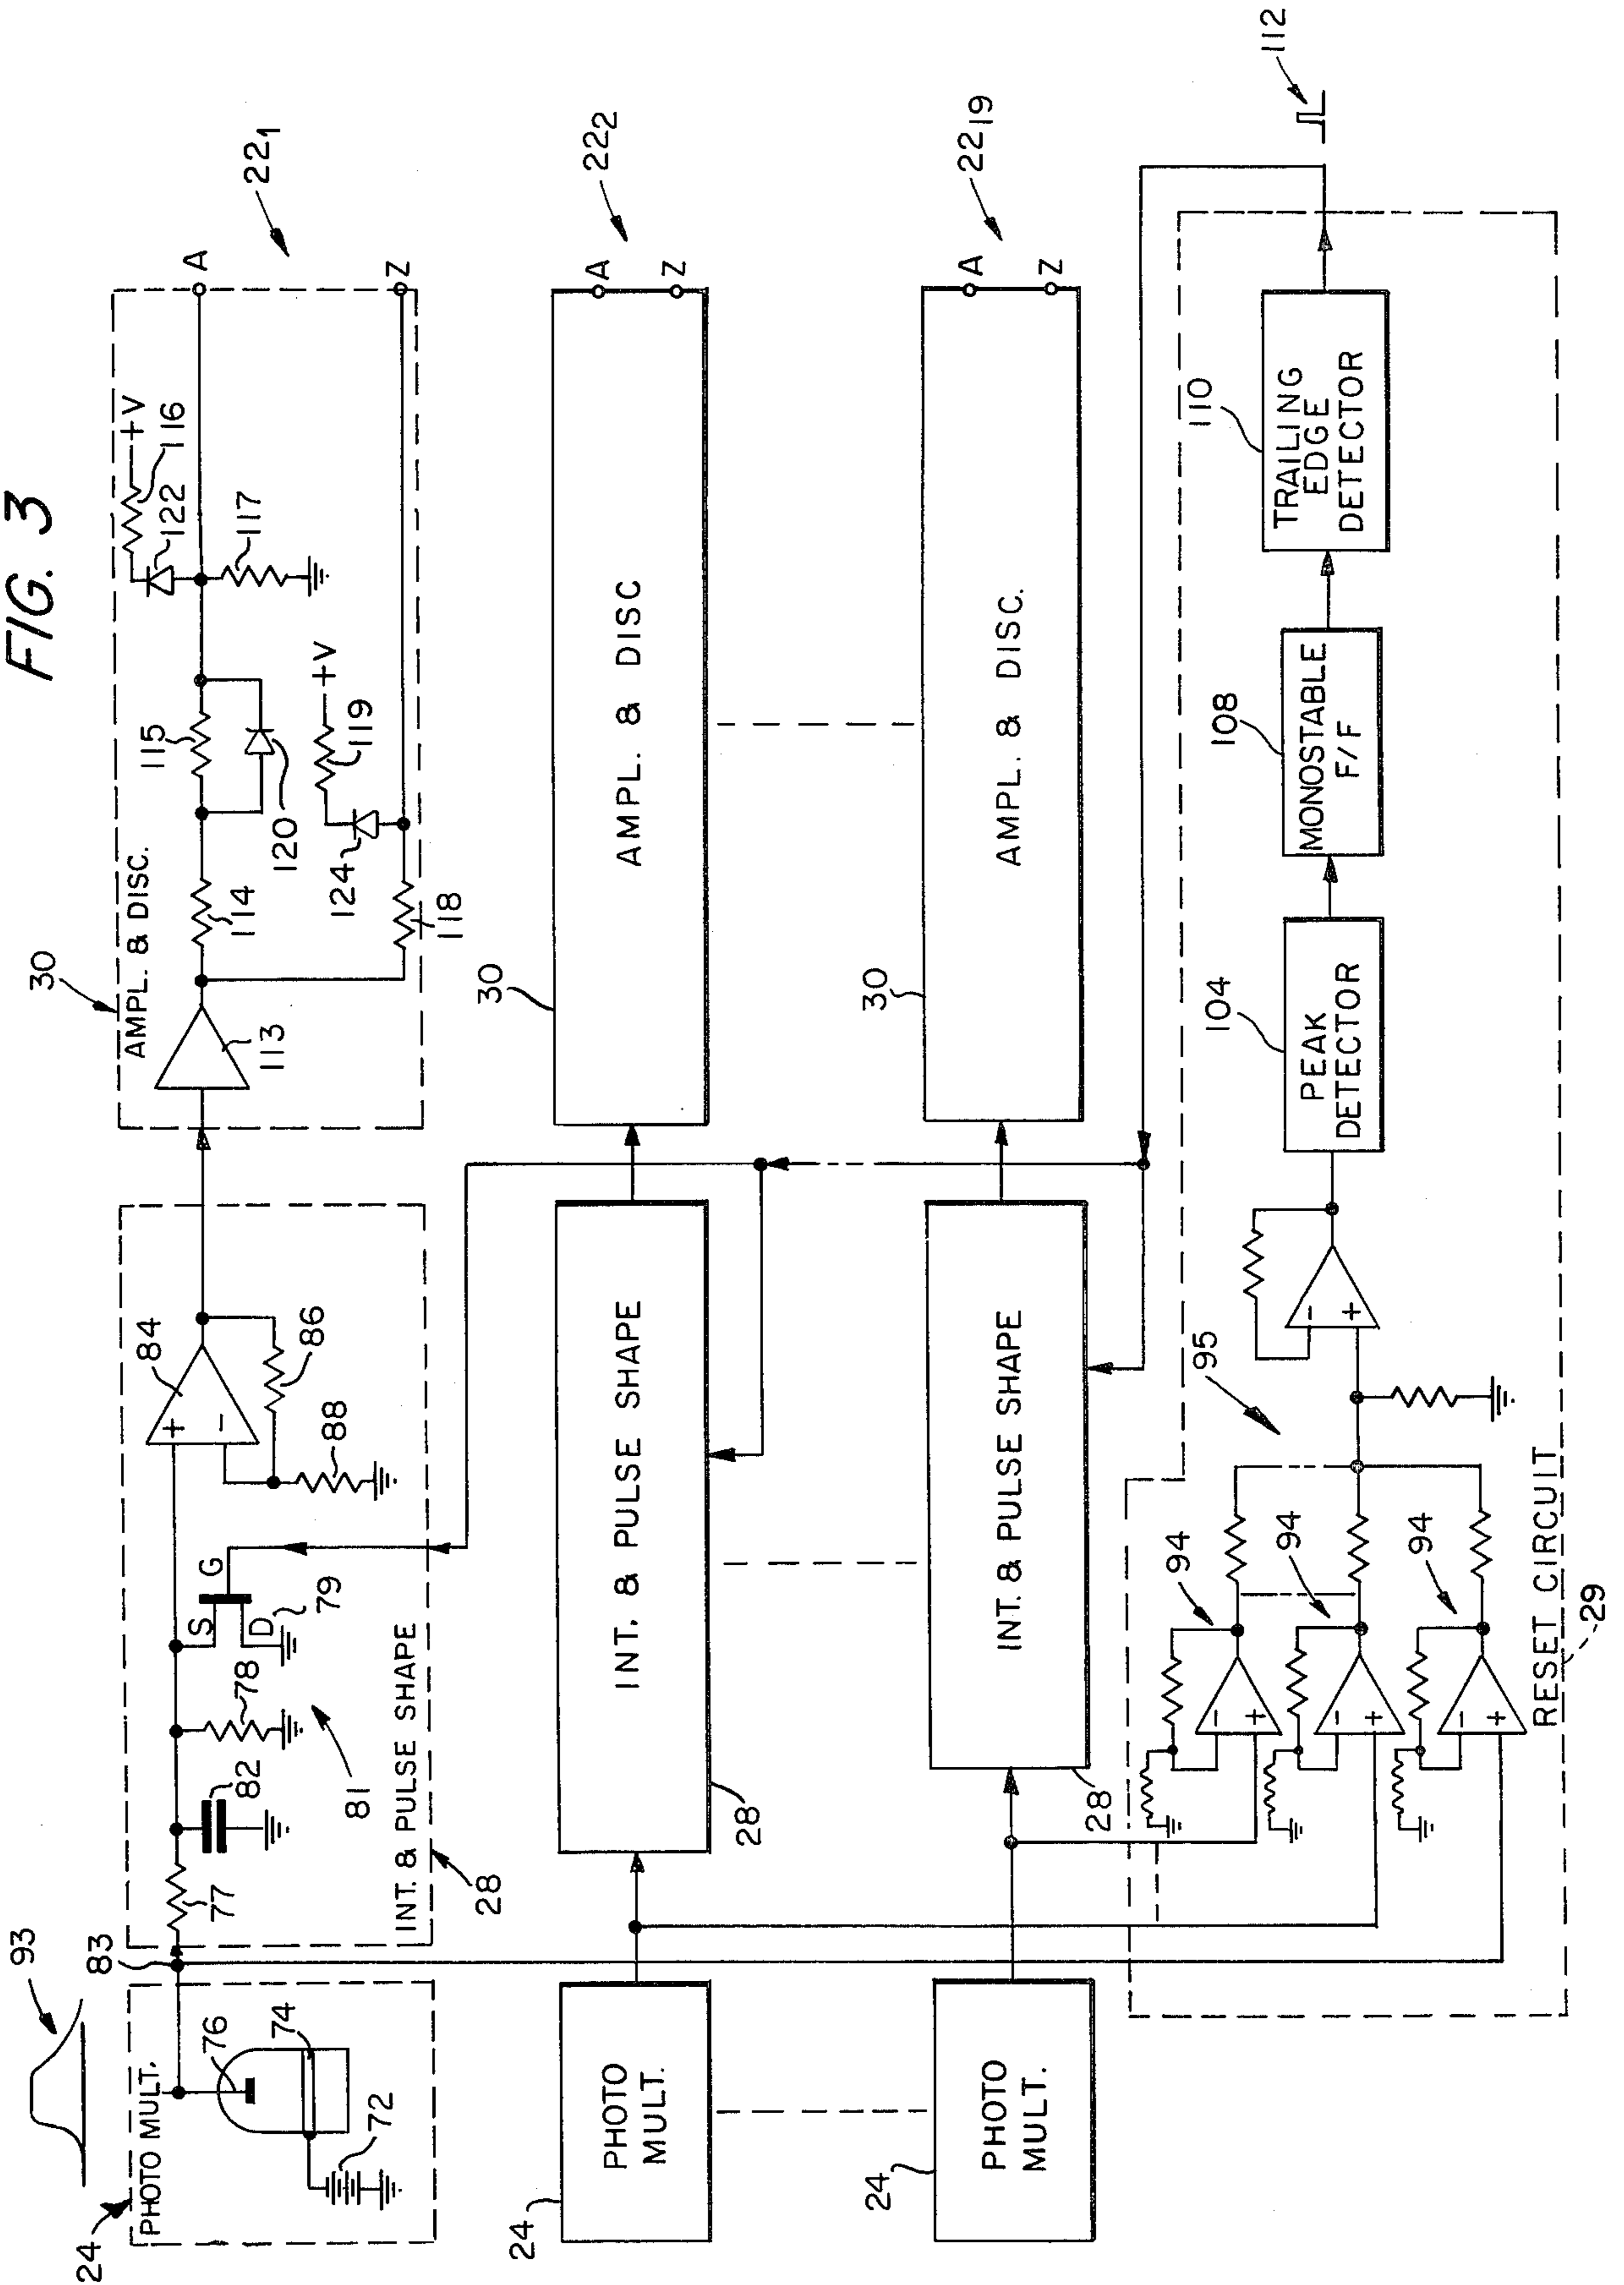 FIG. 3
93
24
PHOTO MULT.
76
74
72
83
77
82
78
81
S
G
D
79
+
-
84
86
88
INT. & PULSE SHAPE
28
30
AMPL. & DISC.
113
114
115
120
118
124
119
+V
122
116
+V
117
A
Z
22₁
24
PHOTO
MULT.
28
INT. & PULSE SHAPE
30
AMPL. & DISC
A
Z
22₂
24
PHOTO
MULT.
28
INT. & PULSE SHAPE
30
AMPL. & DISC.
A
Z
22₁₉
-
+
94
-
+
94
-
+
94
95
-
+
104
PEAK
DETECTOR
108
MONOSTABLE
F/F
110
TRAILING
EDGE
DETECTOR
112
RESET CIRCUIT
29